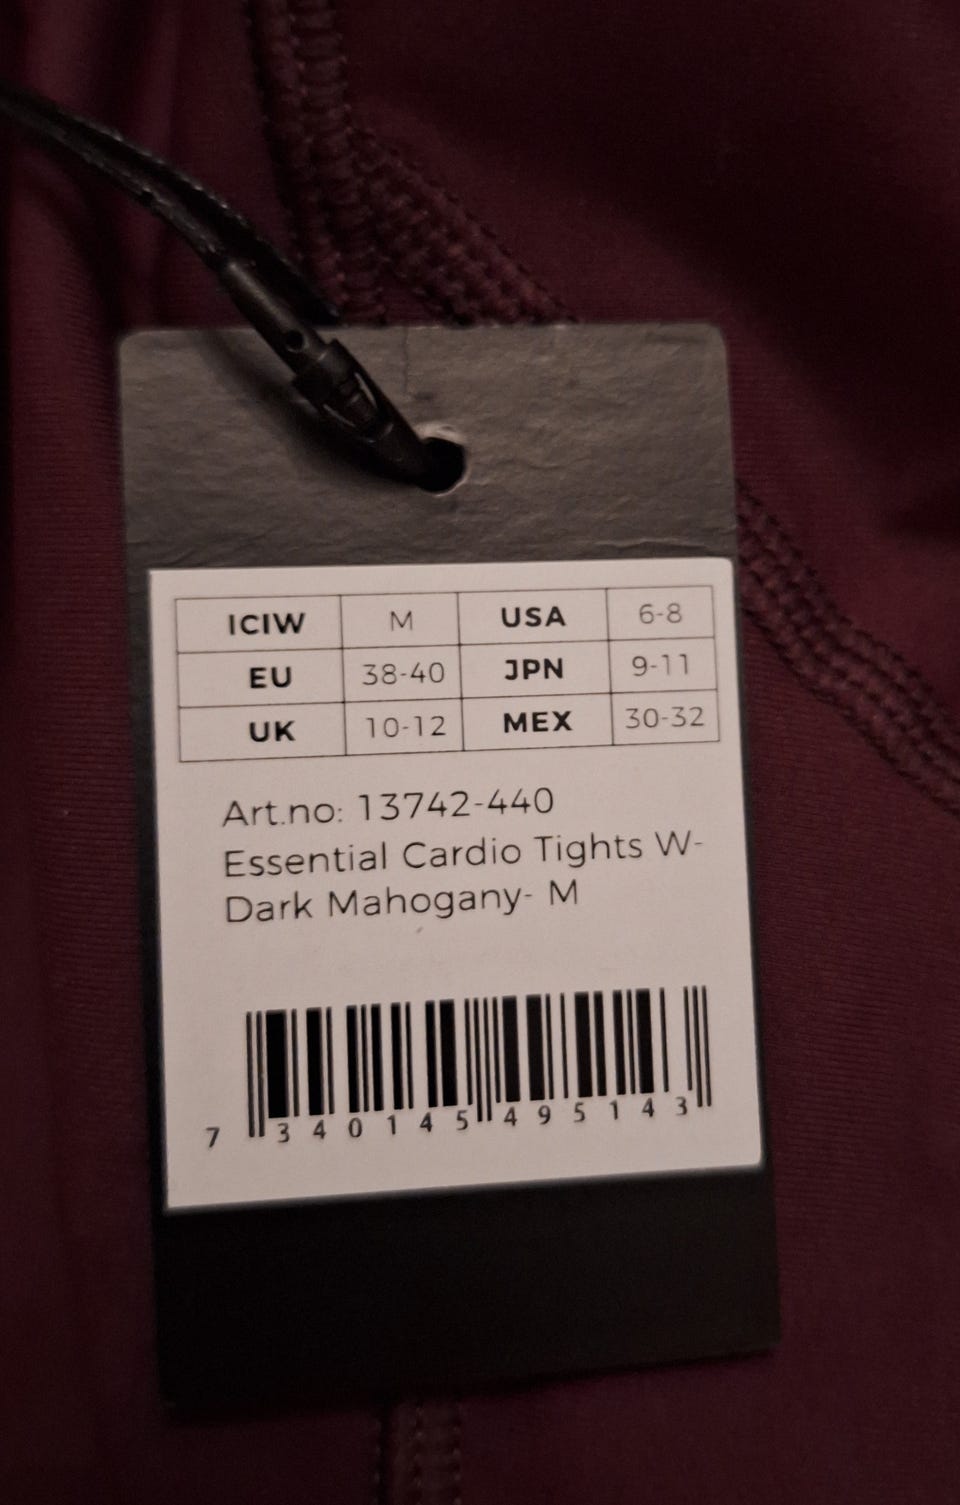 ICIW M USA 6-8
EU 38-40 JPN 9-11
UK 10-12 MEX 30-32
Art.no: 13742-440
Essential Cardio Tights W-
Dark Mahogany- M
7 340145 495143